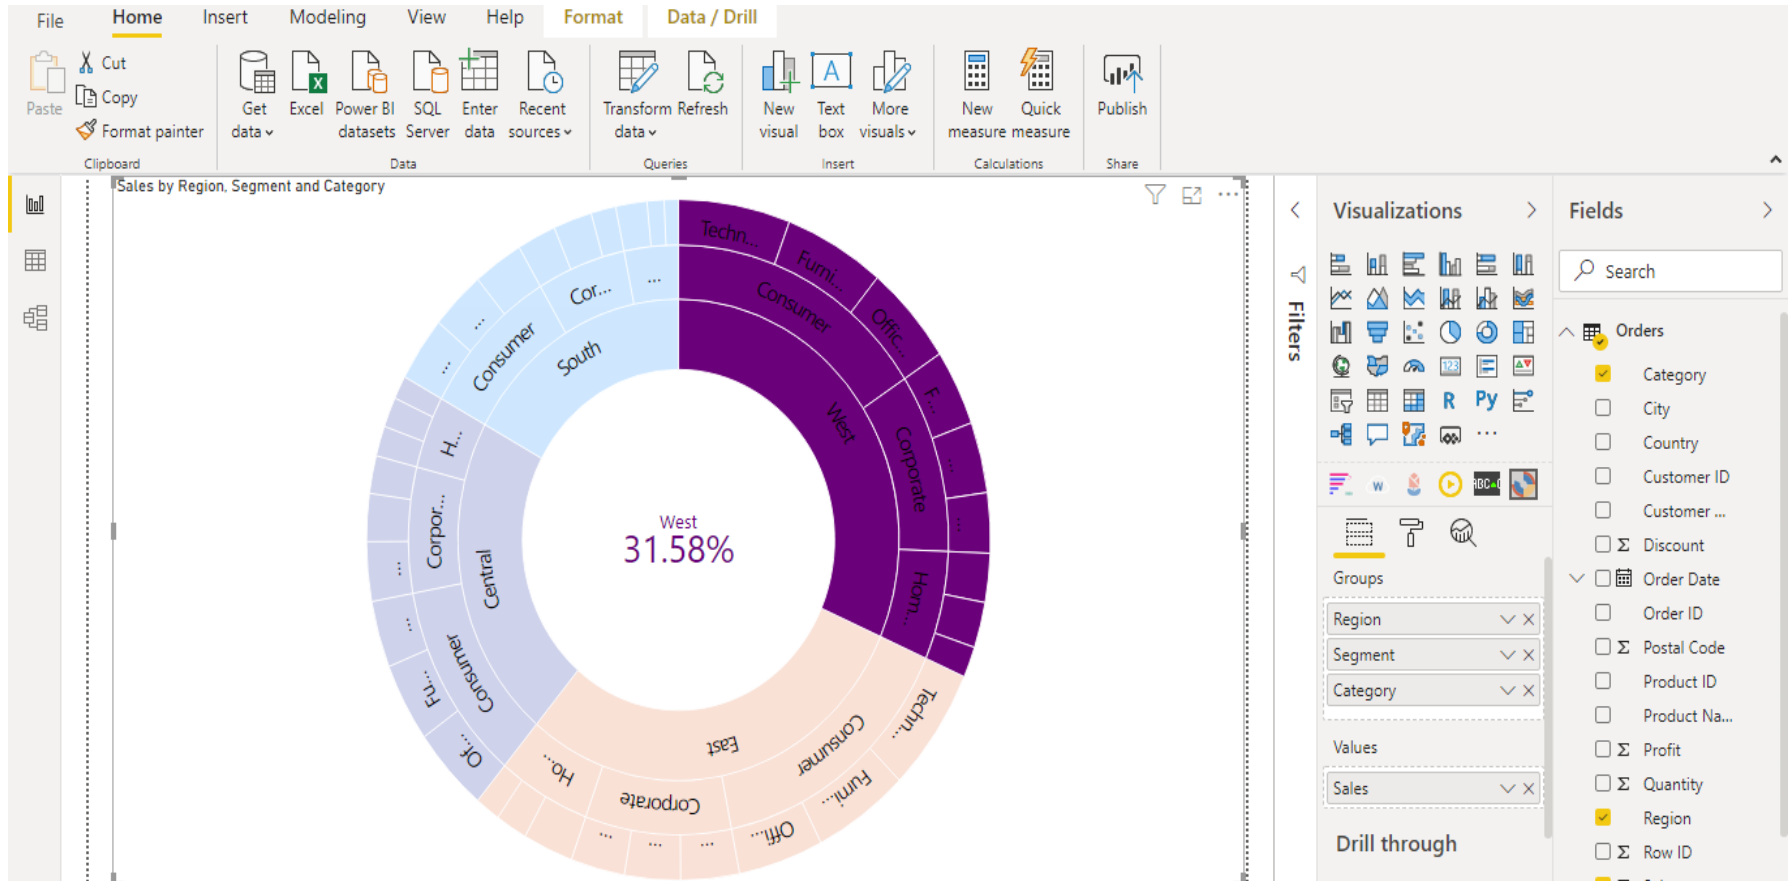 File Home Insert Modeling View Help Format Data / Drill
Paste
Cut
Copy
Format painter
Clipboard
Get data
Excel
Power BI datasets
SQL Server
Enter data
Recent sources
Data
Transform data
Refresh
Queries
New visual
Text box
More visuals
Insert
New measure
Quick measure
Calculations
Publish
Share
Sales by Region, Segment and Category
West
31.58%
West
Consumer
Techn...
Furni...
Offic...
Corporate
F...
...
...
Hom...
East
Consumer
Techn...
Furni...
Offi...
Corporate
...
...
...
Ho...
Central
Consumer
Of...
Fu...
...
Corpor...
...
H...
South
Consumer
...
...
Cor...
...
Filters
Visualizations
R
Py
123
W
ABC
...
Groups
Region
Segment
Category
Values
Sales
Drill through
Fields
Search
Orders
Category
City
Country
Customer ID
Customer ...
Σ Discount
Order Date
Order ID
Σ Postal Code
Product ID
Product Na...
Σ Profit
Σ Quantity
Region
Σ Row ID